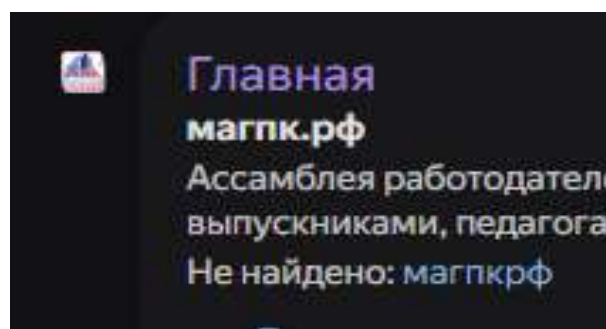 Главная
магпк.рф
Ассамблея работодател
выпускниками, педагога
Не найдено: магпкрф